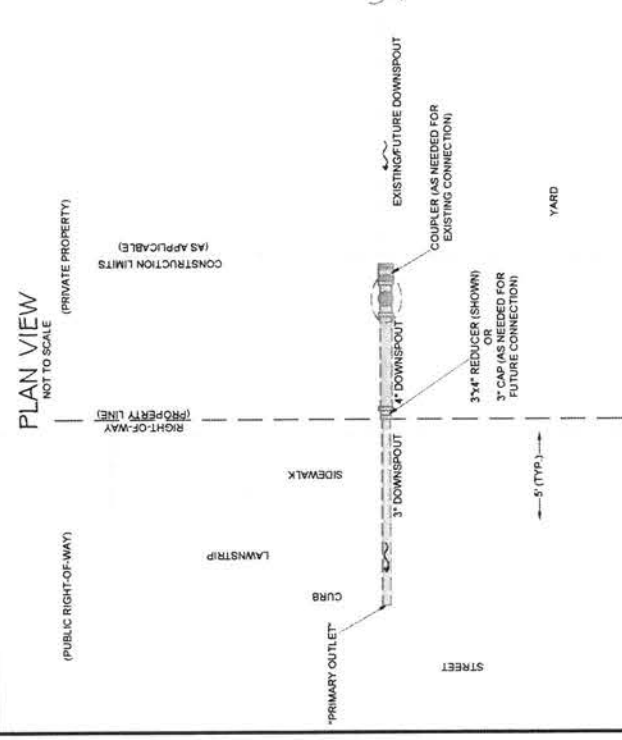 PLAN VIEW
NOT TO SCALE
(PUBLIC RIGHT-OF-WAY)
(PRIVATE PROPERTY)
RIGHT-OF-WAY
(PROPERTY LINE)
CONSTRUCTION LIMITS
(AS APPLICABLE)
SIDEWALK
LAWNSTRIP
CURB
"PRIMARY OUTLET"
STREET
3" DOWNSPOUT
4" DOWNSPOUT
EXISTING/FUTURE DOWNSPOUT
COUPLER (AS NEEDED FOR
EXISTING CONNECTION)
3"x4" REDUCER (SHOWN)
OR
3" CAP (AS NEEDED FOR
FUTURE CONNECTION)
5' (TYP.)
YARD